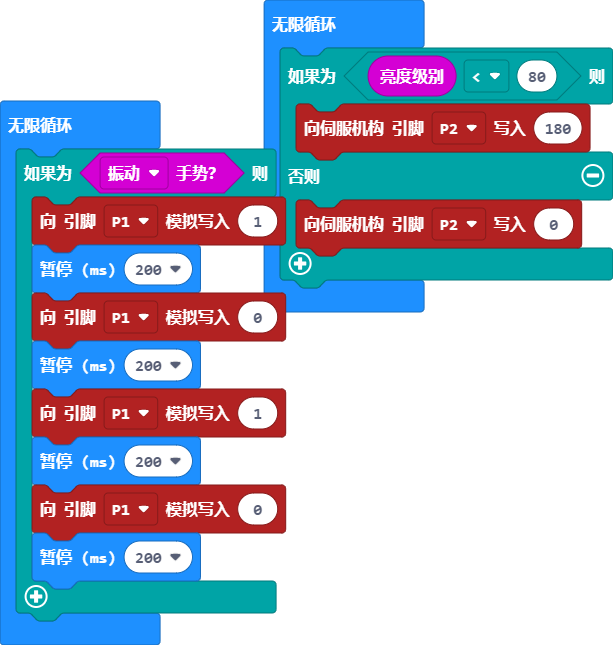 无限循环
如果为 亮度级别 < 80 则
向伺服机构 引脚 P2 写入 180
否则
向伺服机构 引脚 P2 写入 0
无限循环
如果为 振动 手势? 则
向 引脚 P1 模拟写入 1
暂停 (ms) 200
向 引脚 P1 模拟写入 0
暂停 (ms) 200
向 引脚 P1 模拟写入 1
暂停 (ms) 200
向 引脚 P1 模拟写入 0
暂停 (ms) 200